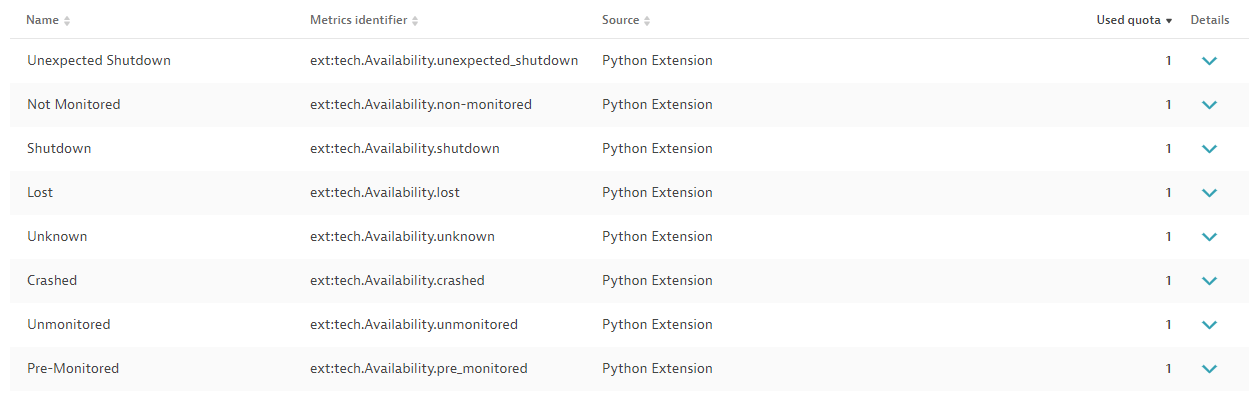 Name Metrics identifier Source Used quota Details
Unexpected Shutdown ext:tech.Availability.unexpected_shutdown Python Extension 1
Not Monitored ext:tech.Availability.non-monitored Python Extension 1
Shutdown ext:tech.Availability.shutdown Python Extension 1
Lost ext:tech.Availability.lost Python Extension 1
Unknown ext:tech.Availability.unknown Python Extension 1
Crashed ext:tech.Availability.crashed Python Extension 1
Unmonitored ext:tech.Availability.unmonitored Python Extension 1
Pre-Monitored ext:tech.Availability.pre_monitored Python Extension 1